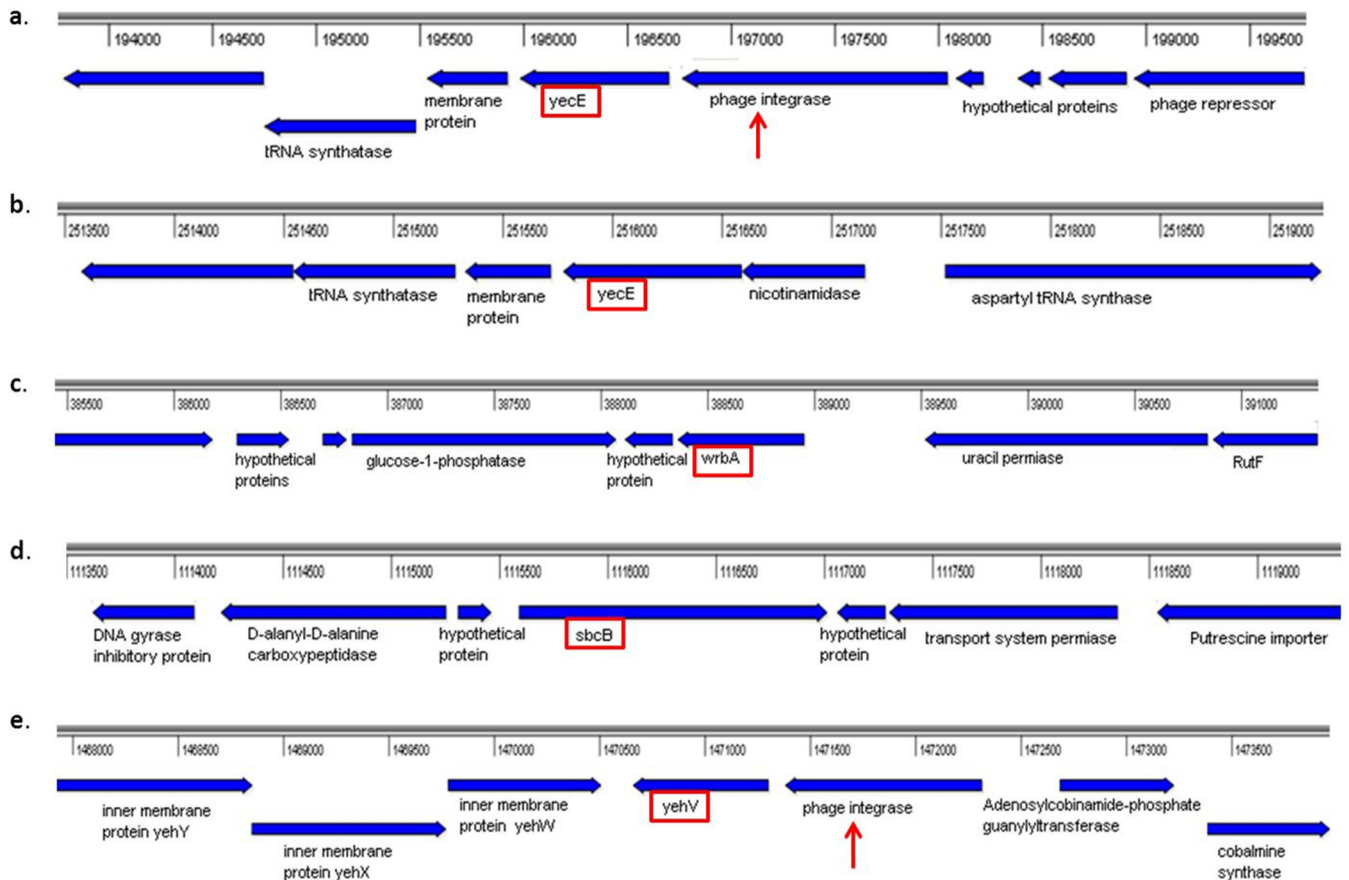 a.
194000 194500 195000 195500 196000 196500 197000 197500 198000 198500 199000 199500
membrane
protein
yecE
phage integrase
hypothetical proteins
phage repressor
tRNA synthatase
b.
2513500 2514000 2514500 2515000 2515500 2516000 2516500 2517000 2517500 2518000 2518500 2519000
tRNA synthatase
membrane
protein
yecE
nicotinamidase
aspartyl tRNA synthase
c.
385500 386000 386500 387000 387500 388000 388500 389000 389500 390000 390500 391000
hypothetical
proteins
glucose-1-phosphatase
hypothetical
protein
wrbA
uracil permiase
RutF
d.
1113500 1114000 1114500 1115000 1115500 1116000 1116500 1117000 1117500 1118000 1118500 1119000
DNA gyrase
inhibitory protein
D-alanyl-D-alanine
carboxypeptidase
hypothetical
protein
sbcB
hypothetical
protein
transport system permiase
Putrescine importer
e.
1468000 1468500 1469000 1469500 1470000 1470500 1471000 1471500 1472000 1472500 1473000 1473500
inner membrane
protein yehY
inner membrane
protein yehX
inner membrane
protein yehW
yehV
phage integrase
Adenosylcobinamide-phosphate
guanylyltransferase
cobalmine
synthase